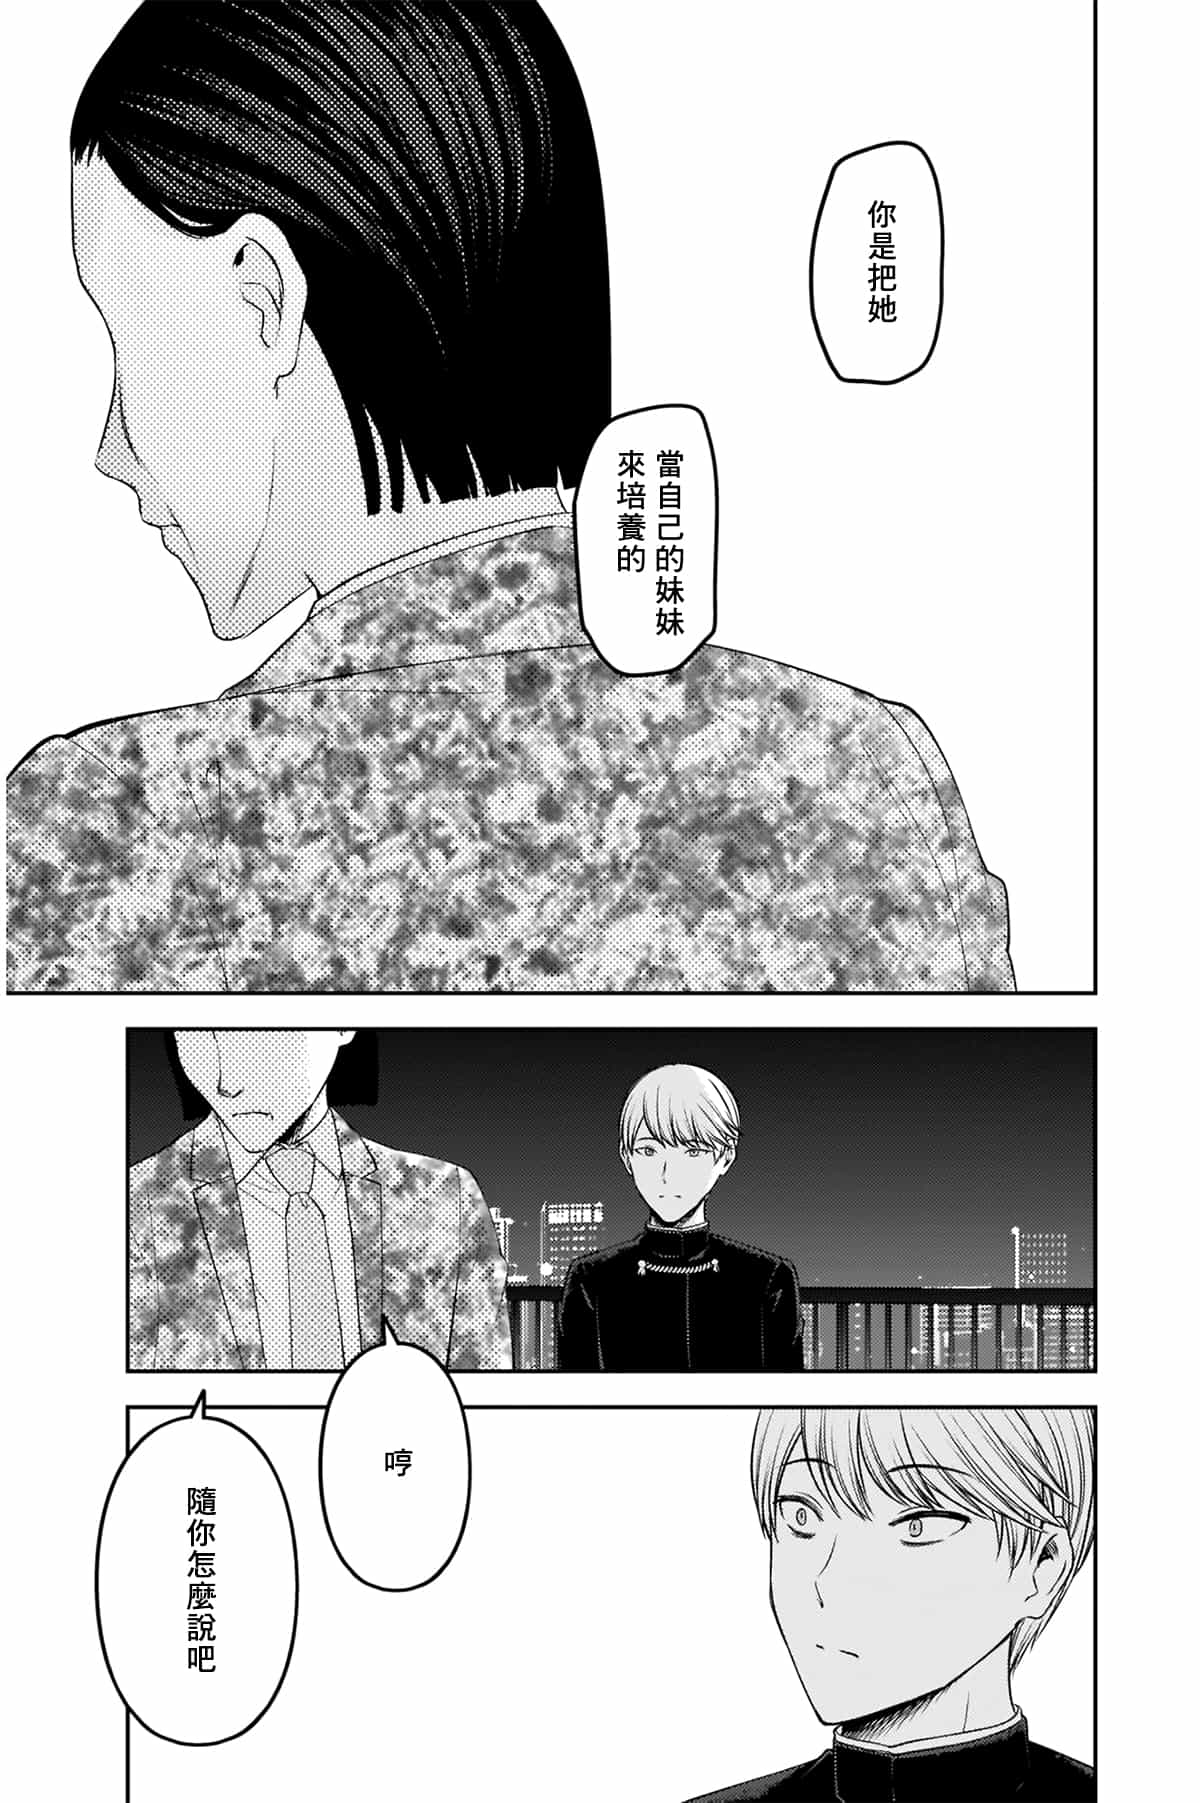 你是把她
當自己的妹妹
來培養的
哼
隨你怎麼說吧